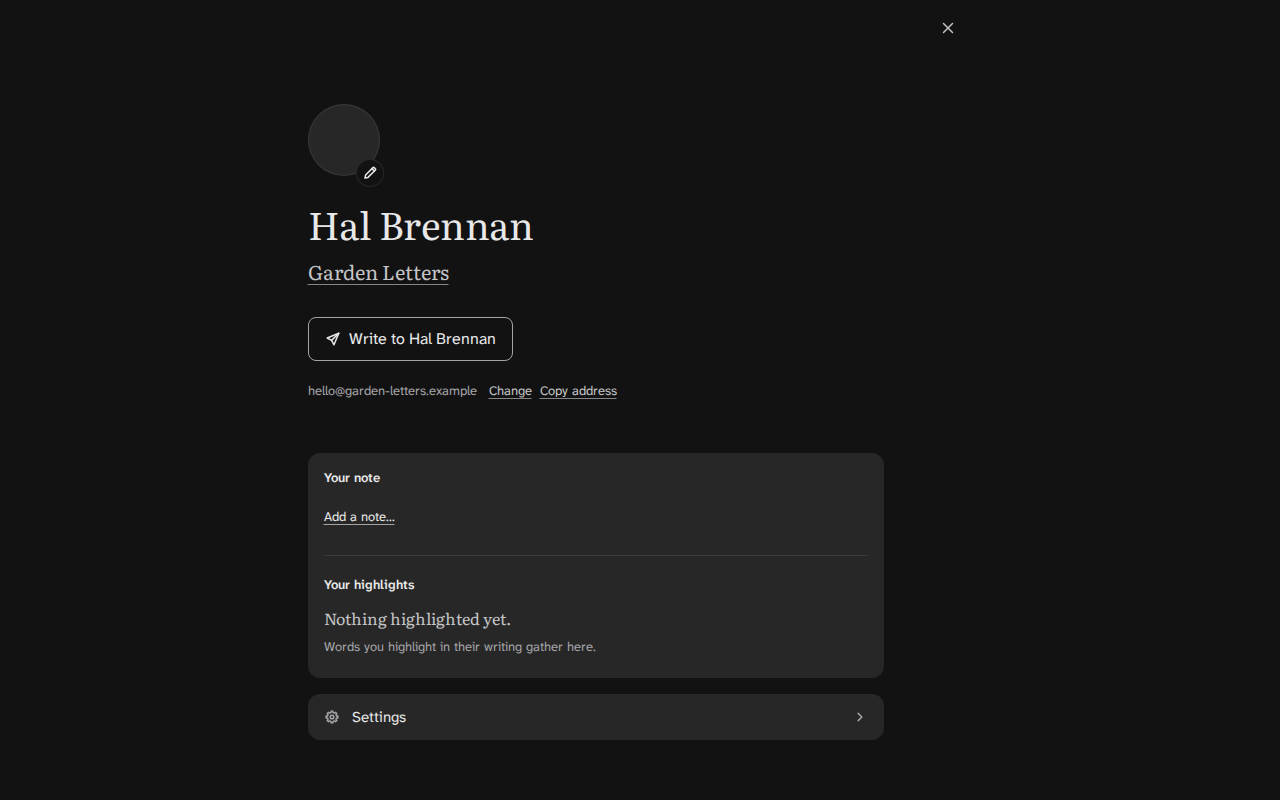 Hal Brennan
Garden Letters
Write to Hal Brennan
hello@garden-letters.example Change Copy address
Your note
Add a note...
Your highlights
Nothing highlighted yet.
Words you highlight in their writing gather here.
Settings